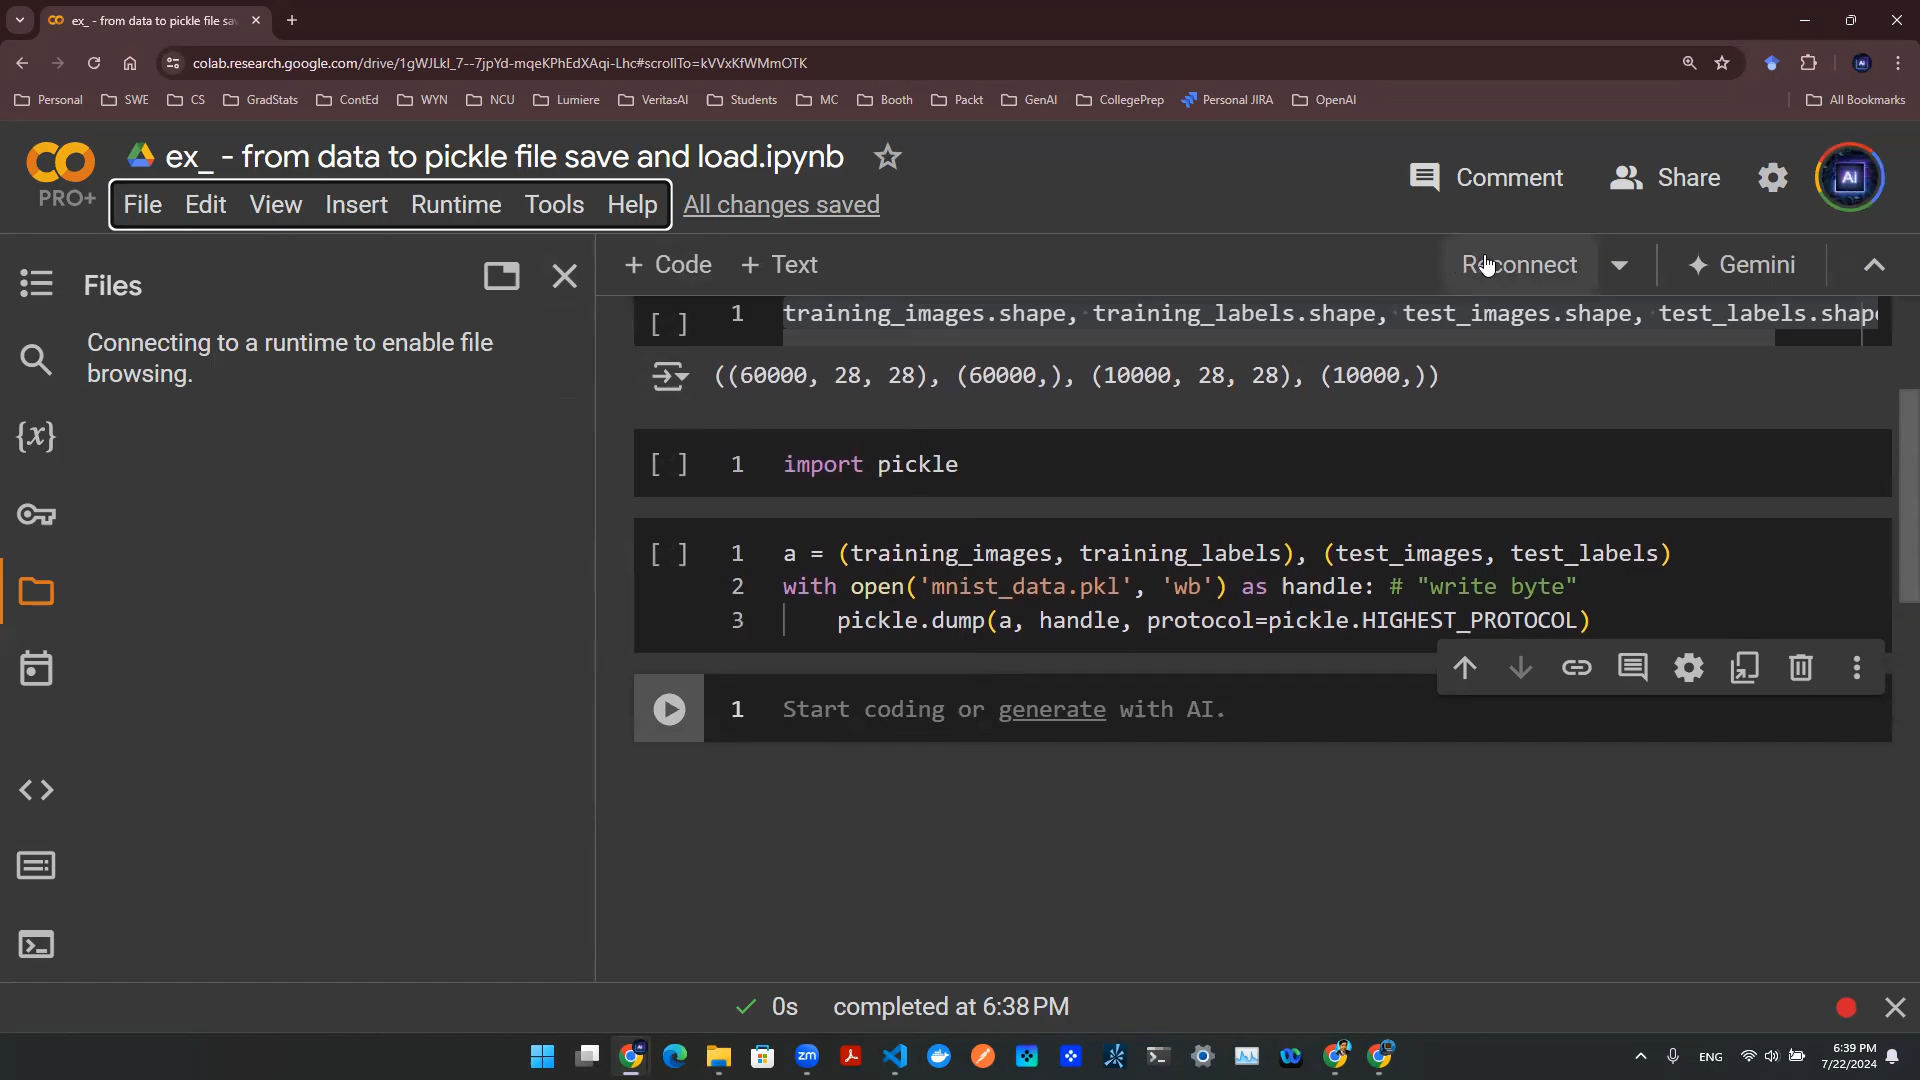 ex_ - from data to pickle file sa
colab.research.google.com/drive/1gWJLkI_7--7jpYd-mqeKPhEdXAqi-Lhc#scrollTo=kVVxKfWMmOTK
Personal SWE CS GradStats ContEd WYN NCU Lumiere VeritasAI Students MC Booth Packt GenAI CollegePrep Personal JIRA OpenAI All Bookmarks
ex_ - from data to pickle file save and load.ipynb
PRO+
File Edit View Insert Runtime Tools Help All changes saved
Comment Share AI
Files
+ Code + Text Reconnect Gemini
Connecting to a runtime to enable file
browsing.
[ ] 1 training_images.shape, training_labels.shape, test_images.shape, test_labels.shape
((60000, 28, 28), (60000,), (10000, 28, 28), (10000,))
[ ] 1 import pickle
[ ] 1 a = (training_images, training_labels), (test_images, test_labels)
2 with open('mnist_data.pkl', 'wb') as handle: # "write byte"
3 pickle.dump(a, handle, protocol=pickle.HIGHEST_PROTOCOL)
1 Start coding or generate with AI.
{x}
0s completed at 6:38 PM
zm
ENG
6:39 PM
7/22/2024